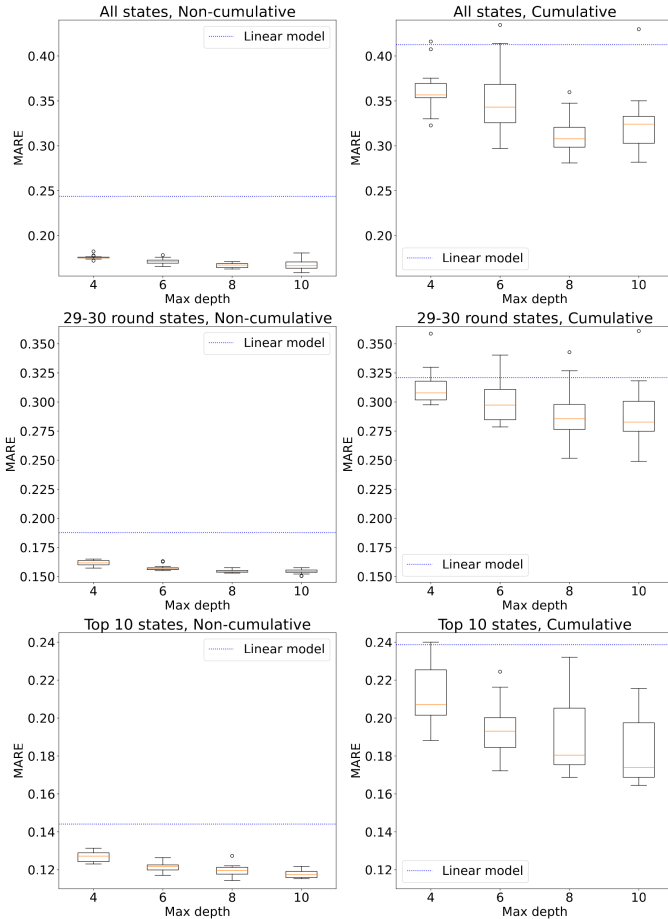 All states, Non-cumulative
Linear model
0.40
0.35
0.30
0.25
0.20
MARE
4 6 8 10
Max depth
All states, Cumulative
0.40
0.35
0.30
0.25
0.20
MARE
Linear model
4 6 8 10
Max depth
29-30 round states, Non-cumulative
Linear model
0.350
0.325
0.300
0.275
0.250
0.225
0.200
0.175
0.150
MARE
4 6 8 10
Max depth
29-30 round states, Cumulative
0.350
0.325
0.300
0.275
0.250
0.225
0.200
0.175
0.150
MARE
Linear model
4 6 8 10
Max depth
Top 10 states, Non-cumulative
Linear model
0.24
0.22
0.20
0.18
0.16
0.14
0.12
MARE
4 6 8 10
Max depth
Top 10 states, Cumulative
0.24
0.22
0.20
0.18
0.16
0.14
0.12
MARE
Linear model
4 6 8 10
Max depth